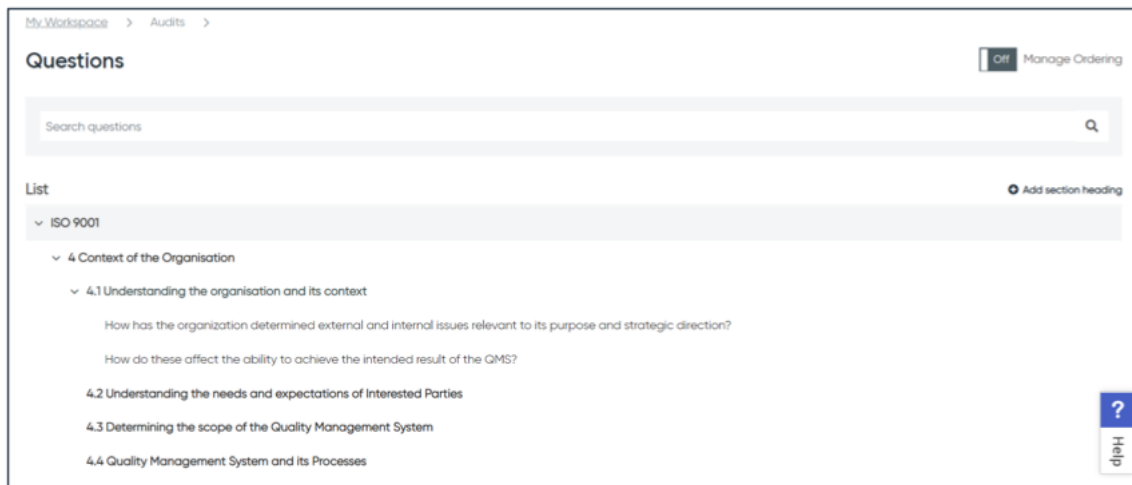 My Workspace > Audits >
Questions
Off Manage Ordering
Search questions
List
Add section heading
ISO 9001
4 Context of the Organisation
4.1 Understanding the organisation and its context
How has the organization determined external and internal issues relevant to its purpose and strategic direction?
How do these affect the ability to achieve the intended result of the QMS?
4.2 Understanding the needs and expectations of Interested Parties
4.3 Determining the scope of the Quality Management System
4.4 Quality Management System and its Processes
?
Help